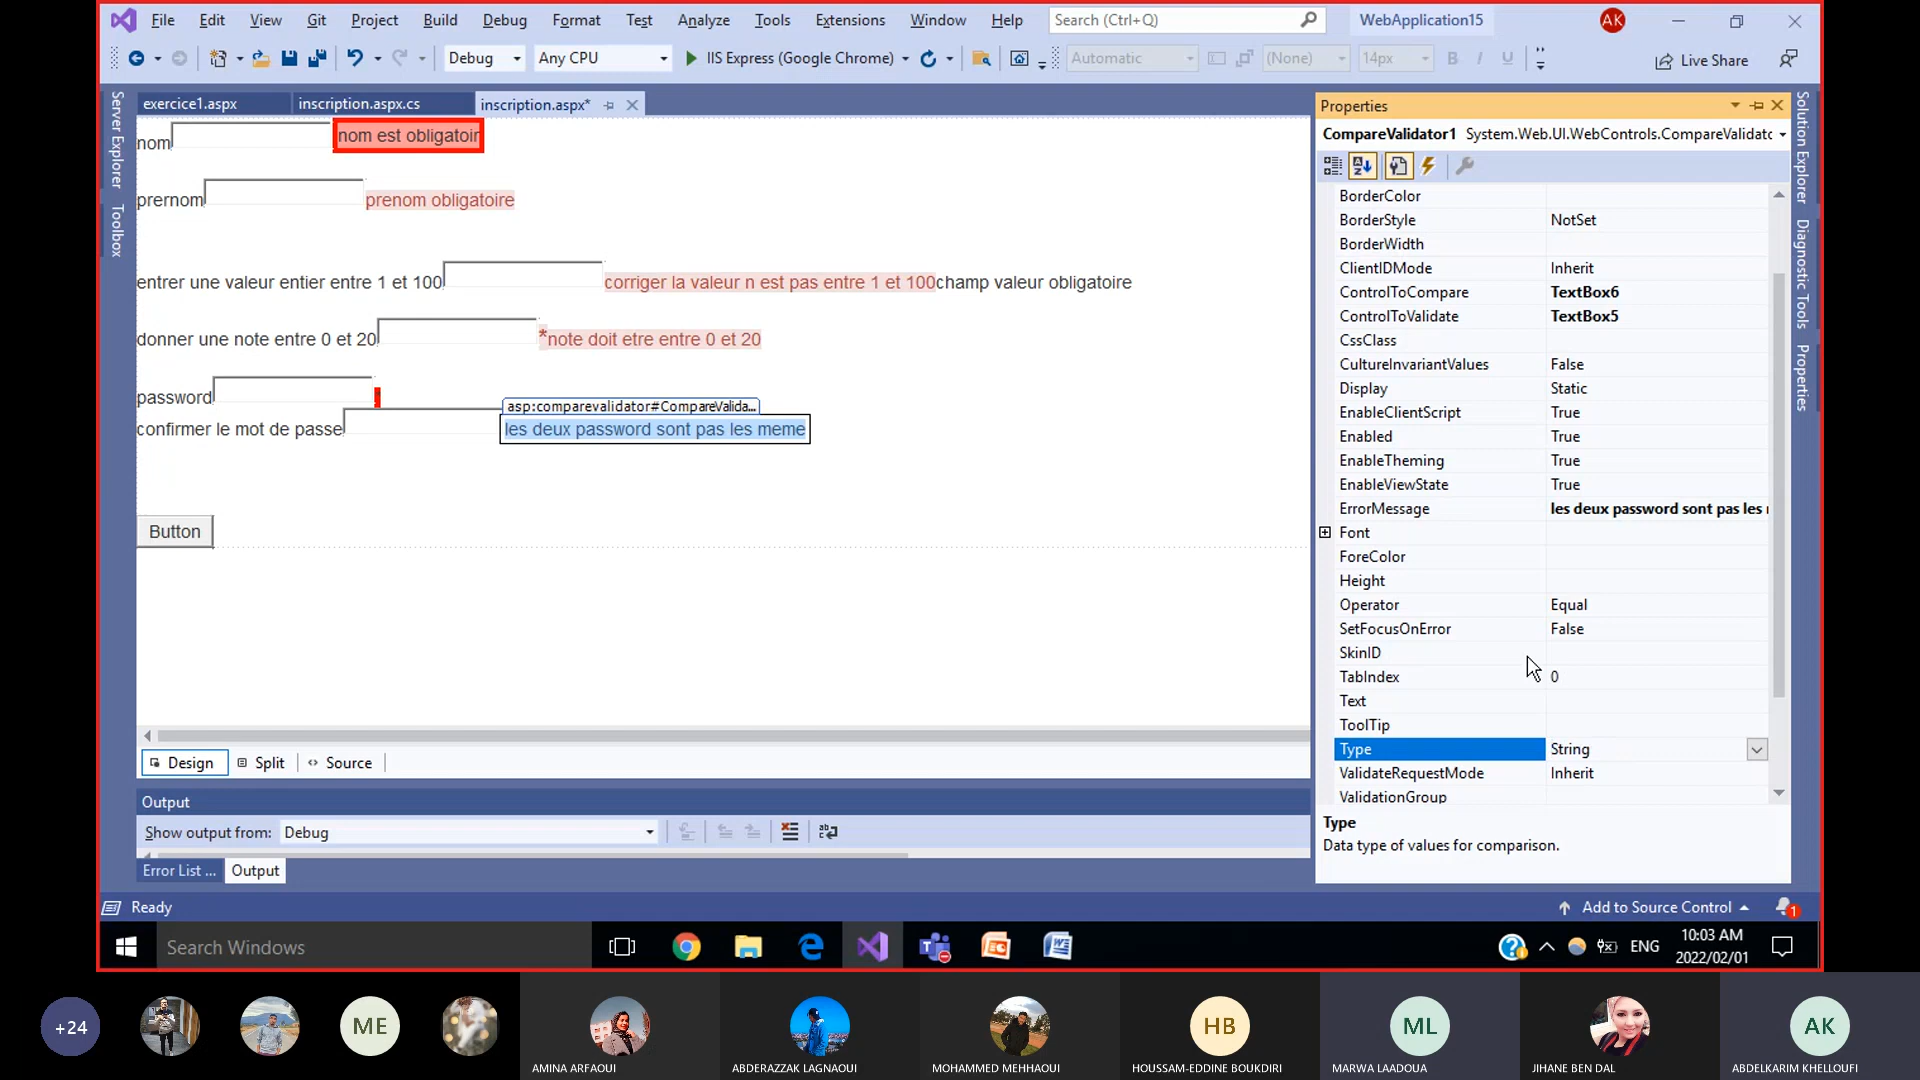 File Edit View Git Project Build Debug Format Test Analyze Tools Extensions Window Help Search (Ctrl+Q) WebApplication15 AK
Debug Any CPU IIS Express (Google Chrome) Automatic (None) 14px B I U Live Share
Server Explorer
Toolbox
exercice1.aspx inscription.aspx.cs inscription.aspx*
nom nom est obligatoir
prernom prenom obligatoire
entrer une valeur entier entre 1 et 100 corriger la valeur n est pas entre 1 et 100champ valeur obligatoire
donner une note entre 0 et 20 *note doit etre entre 0 et 20
password
asp:comparevalidator#CompareValida...
confirmer le mot de passe les deux password sont pas les meme
Button
Design Split Source
Output
Show output from: Debug
Error List ... Output
Properties
CompareValidator1 System.Web.UI.WebControls.CompareValidatc
BorderColor
BorderStyle NotSet
BorderWidth
ClientIDMode Inherit
ControlToCompare TextBox6
ControlToValidate TextBox5
CssClass
CultureInvariantValues False
Display Static
EnableClientScript True
Enabled True
EnableTheming True
EnableViewState True
ErrorMessage les deux password sont pas les
Font
ForeColor
Height
Operator Equal
SetFocusOnError False
SkinID
TabIndex 0
Text
ToolTip
Type String
ValidateRequestMode Inherit
ValidationGroup
Type
Data type of values for comparison.
Solution Explorer
Diagnostic Tools
Properties
Ready Add to Source Control 1
Search Windows ENG 10:03 AM
2022/02/01
+24 ME HB ML AK
AMINA ARFAOUI ABDERAZZAK LAGNAOUI MOHAMMED MEHHAOUI HOUSSAM-EDDINE BOUKDIRI MARWA LAADOUA JIHANE BEN DAL ABDELKARIM KHELLOUFI